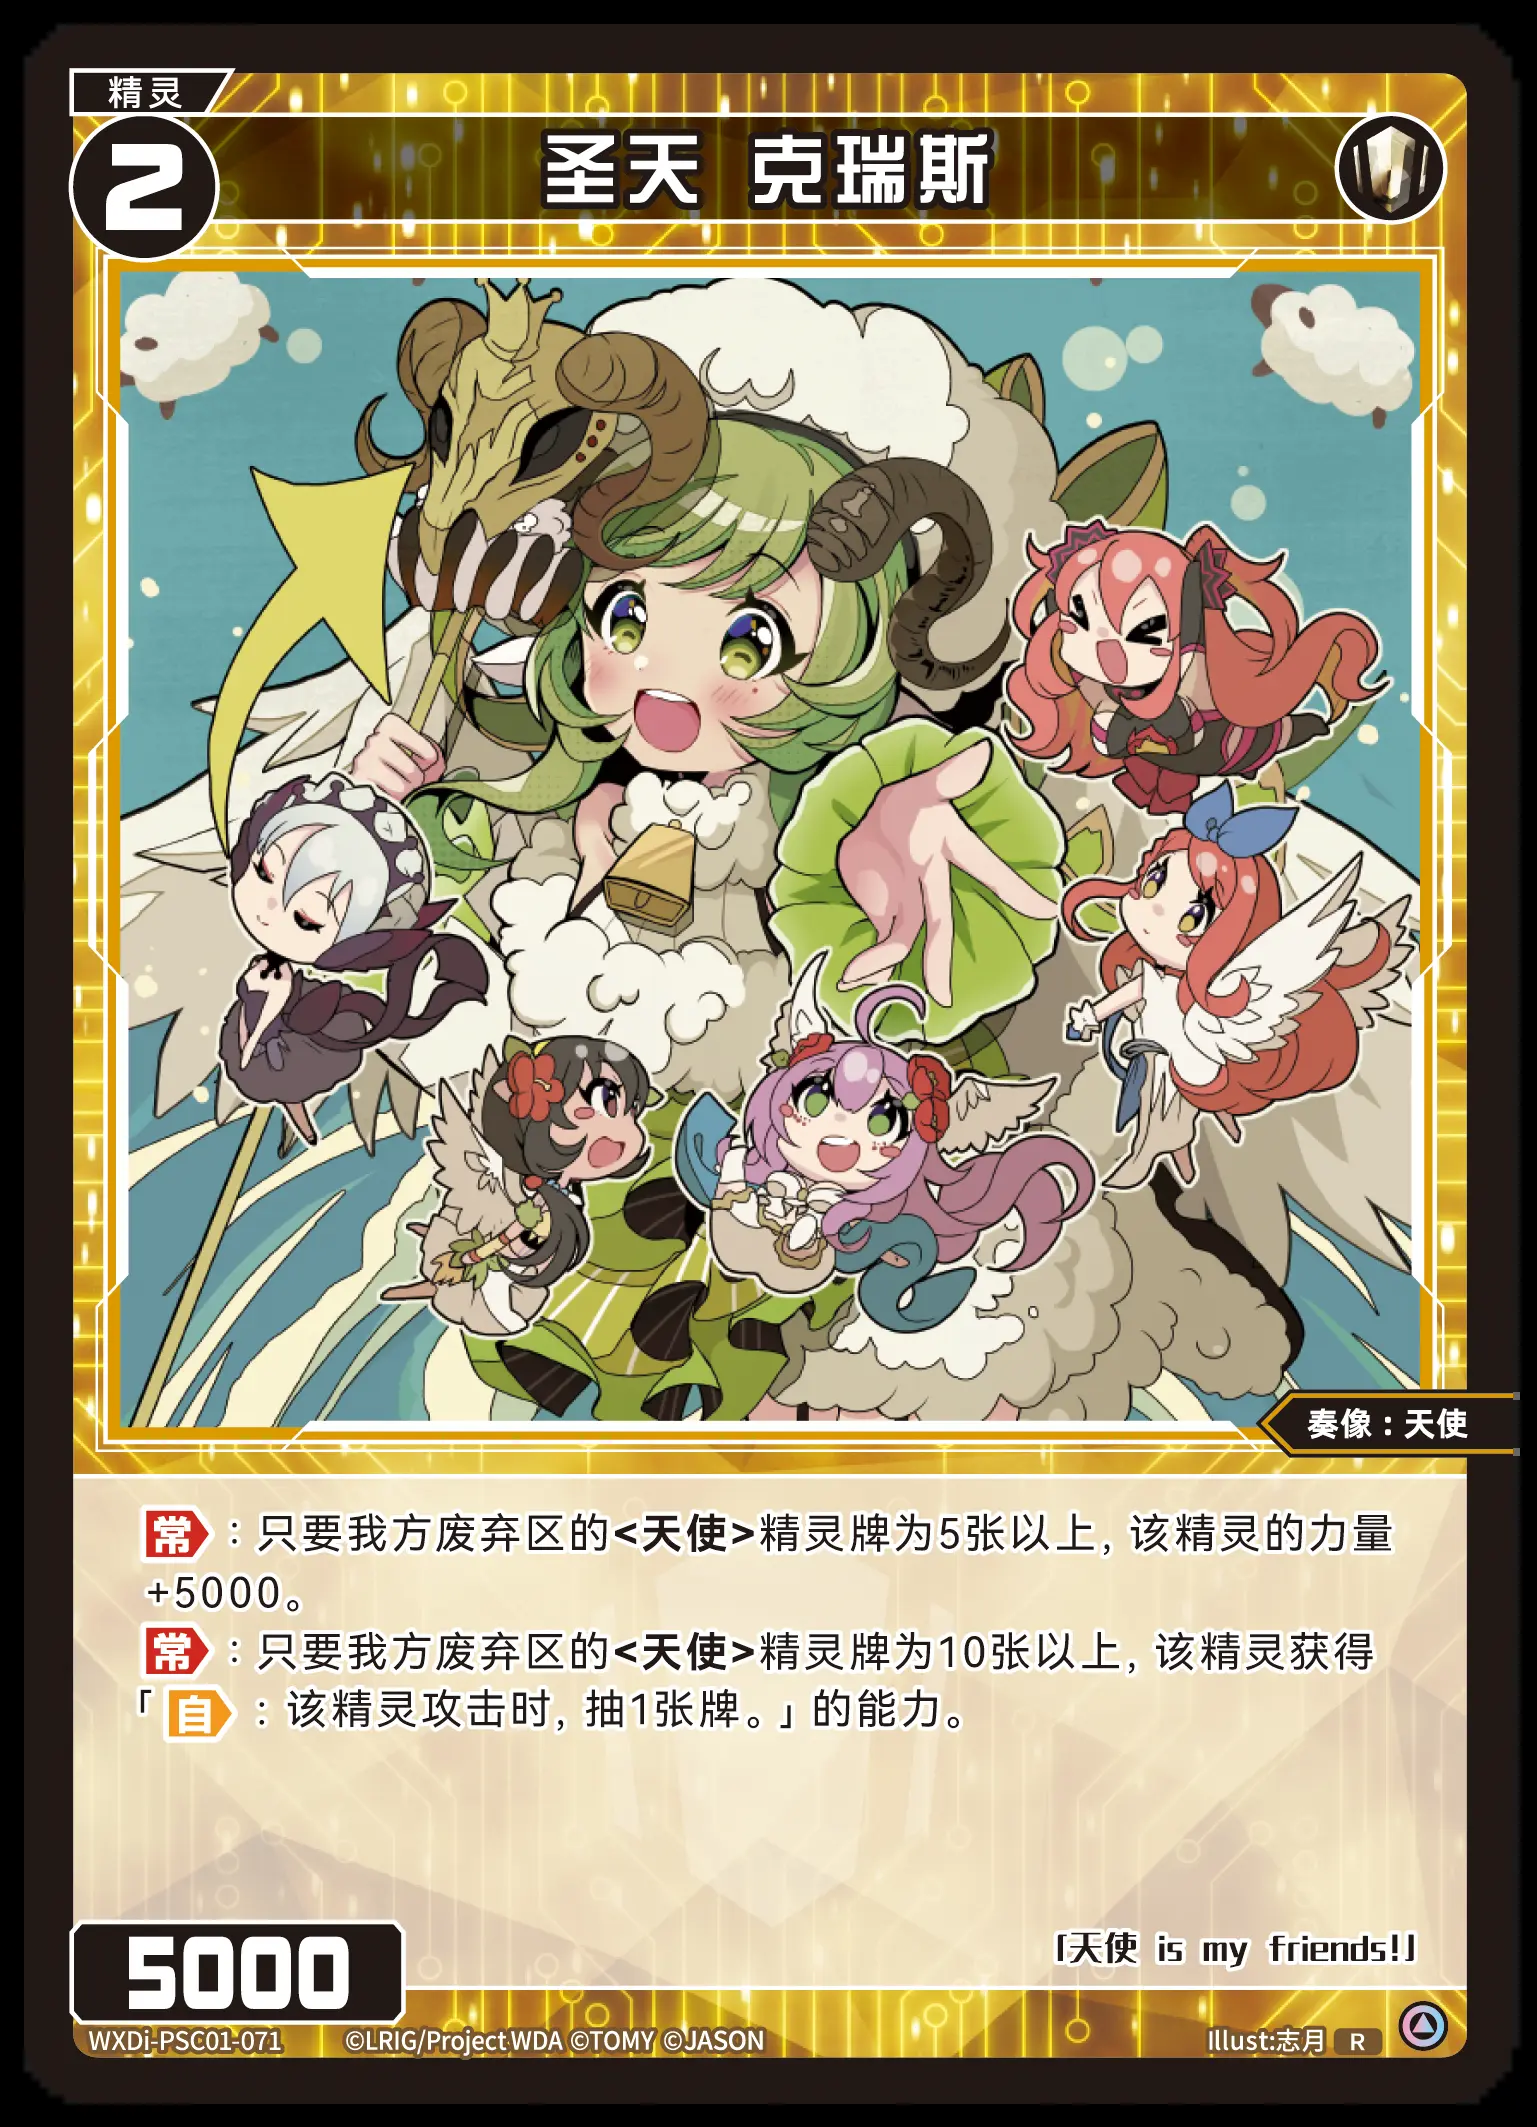 精灵
2
圣天 克瑞斯
奏像：天使
常：只要我方废弃区的<天使>精灵牌为5张以上，该精灵的力量
+5000。
常：只要我方废弃区的<天使>精灵牌为10张以上，该精灵获得
「自：该精灵攻击时，抽1张牌。」的能力。
「天使 is my friends!」
5000
WXDi-PSC01-071 ©LRIG/Project WDA ©TOMY ©JASON Illust:志月 R